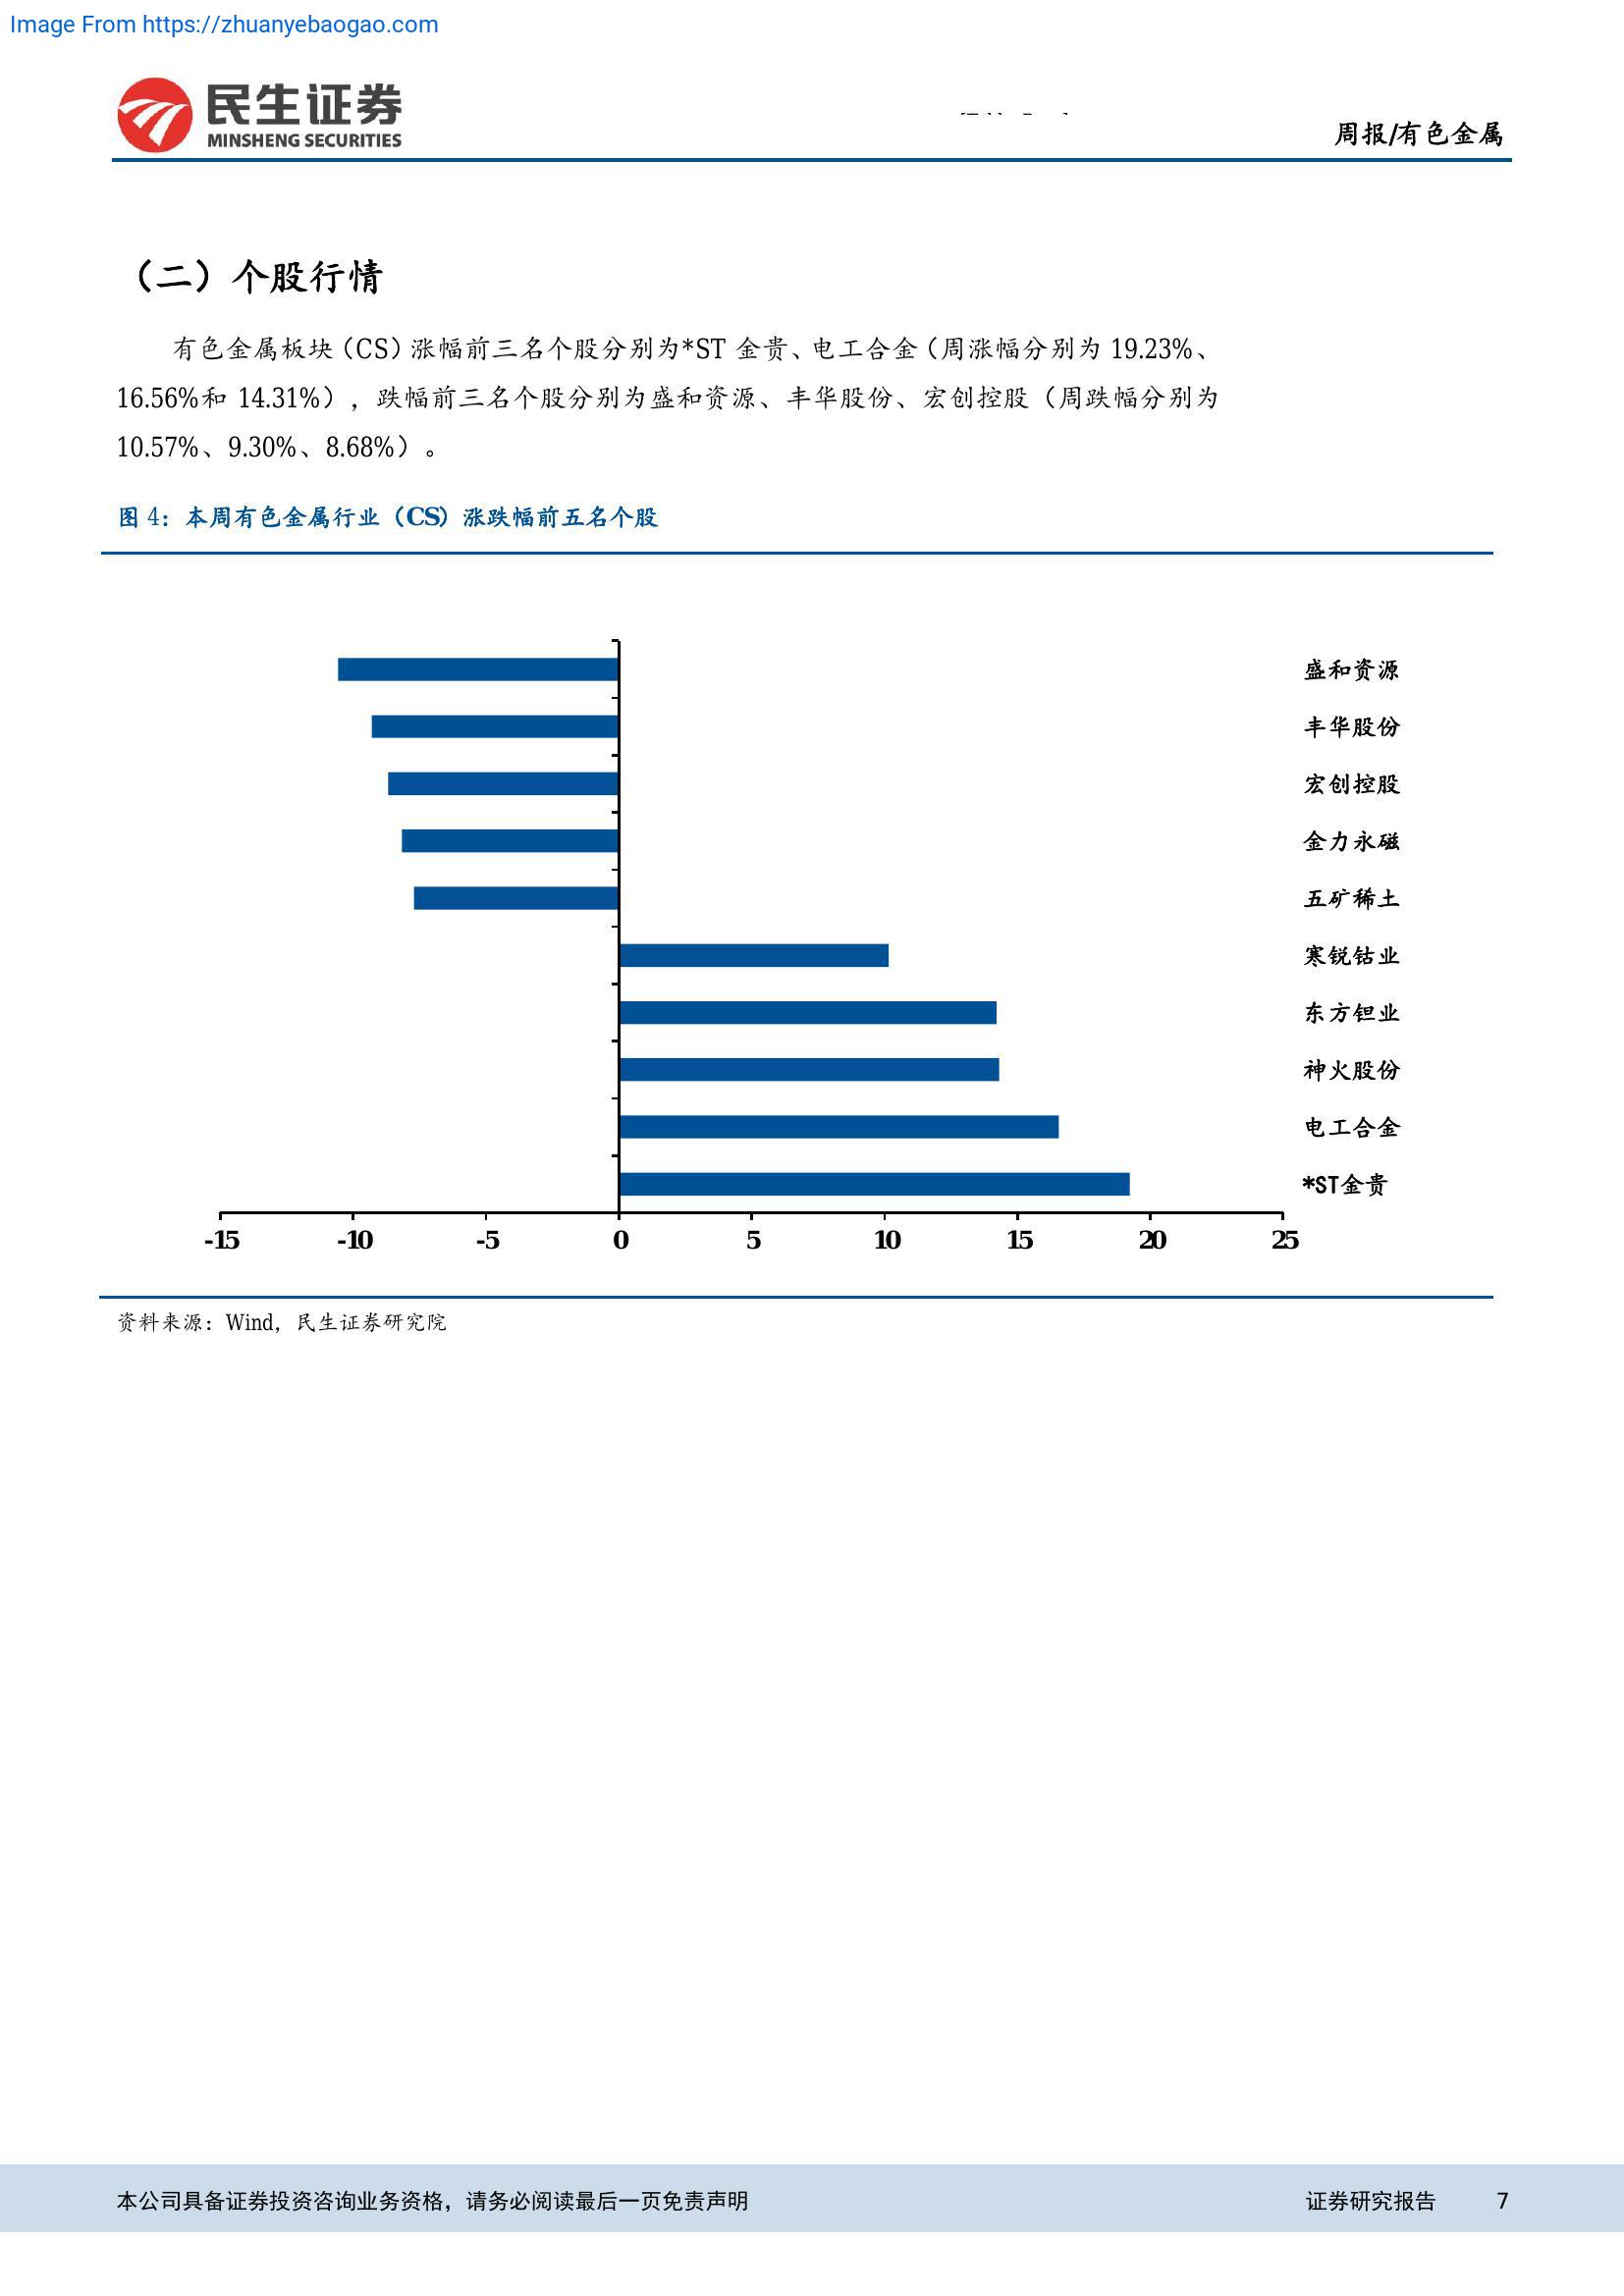 Image From https://zhuanyebaogao.com
民生证券
MINSHENG SECURITIES
周报/有色金属
（二）个股行情
有色金属板块（CS）涨幅前三名个股分别为*ST 金贵、电工合金（周涨幅分别为 19.23%、
16.56%和 14.31%），跌幅前三名个股分别为盛和资源、丰华股份、宏创控股（周跌幅分别为
10.57%、9.30%、8.68%）。
图 4：本周有色金属行业（CS）涨跌幅前五名个股
盛和资源
丰华股份
宏创控股
金力永磁
五矿稀土
寒锐钴业
东方钽业
神火股份
电工合金
*ST金贵
-15 -10 -5 0 5 10 15 20 25
资料来源：Wind，民生证券研究院
本公司具备证券投资咨询业务资格，请务必阅读最后一页免责声明 证券研究报告 7